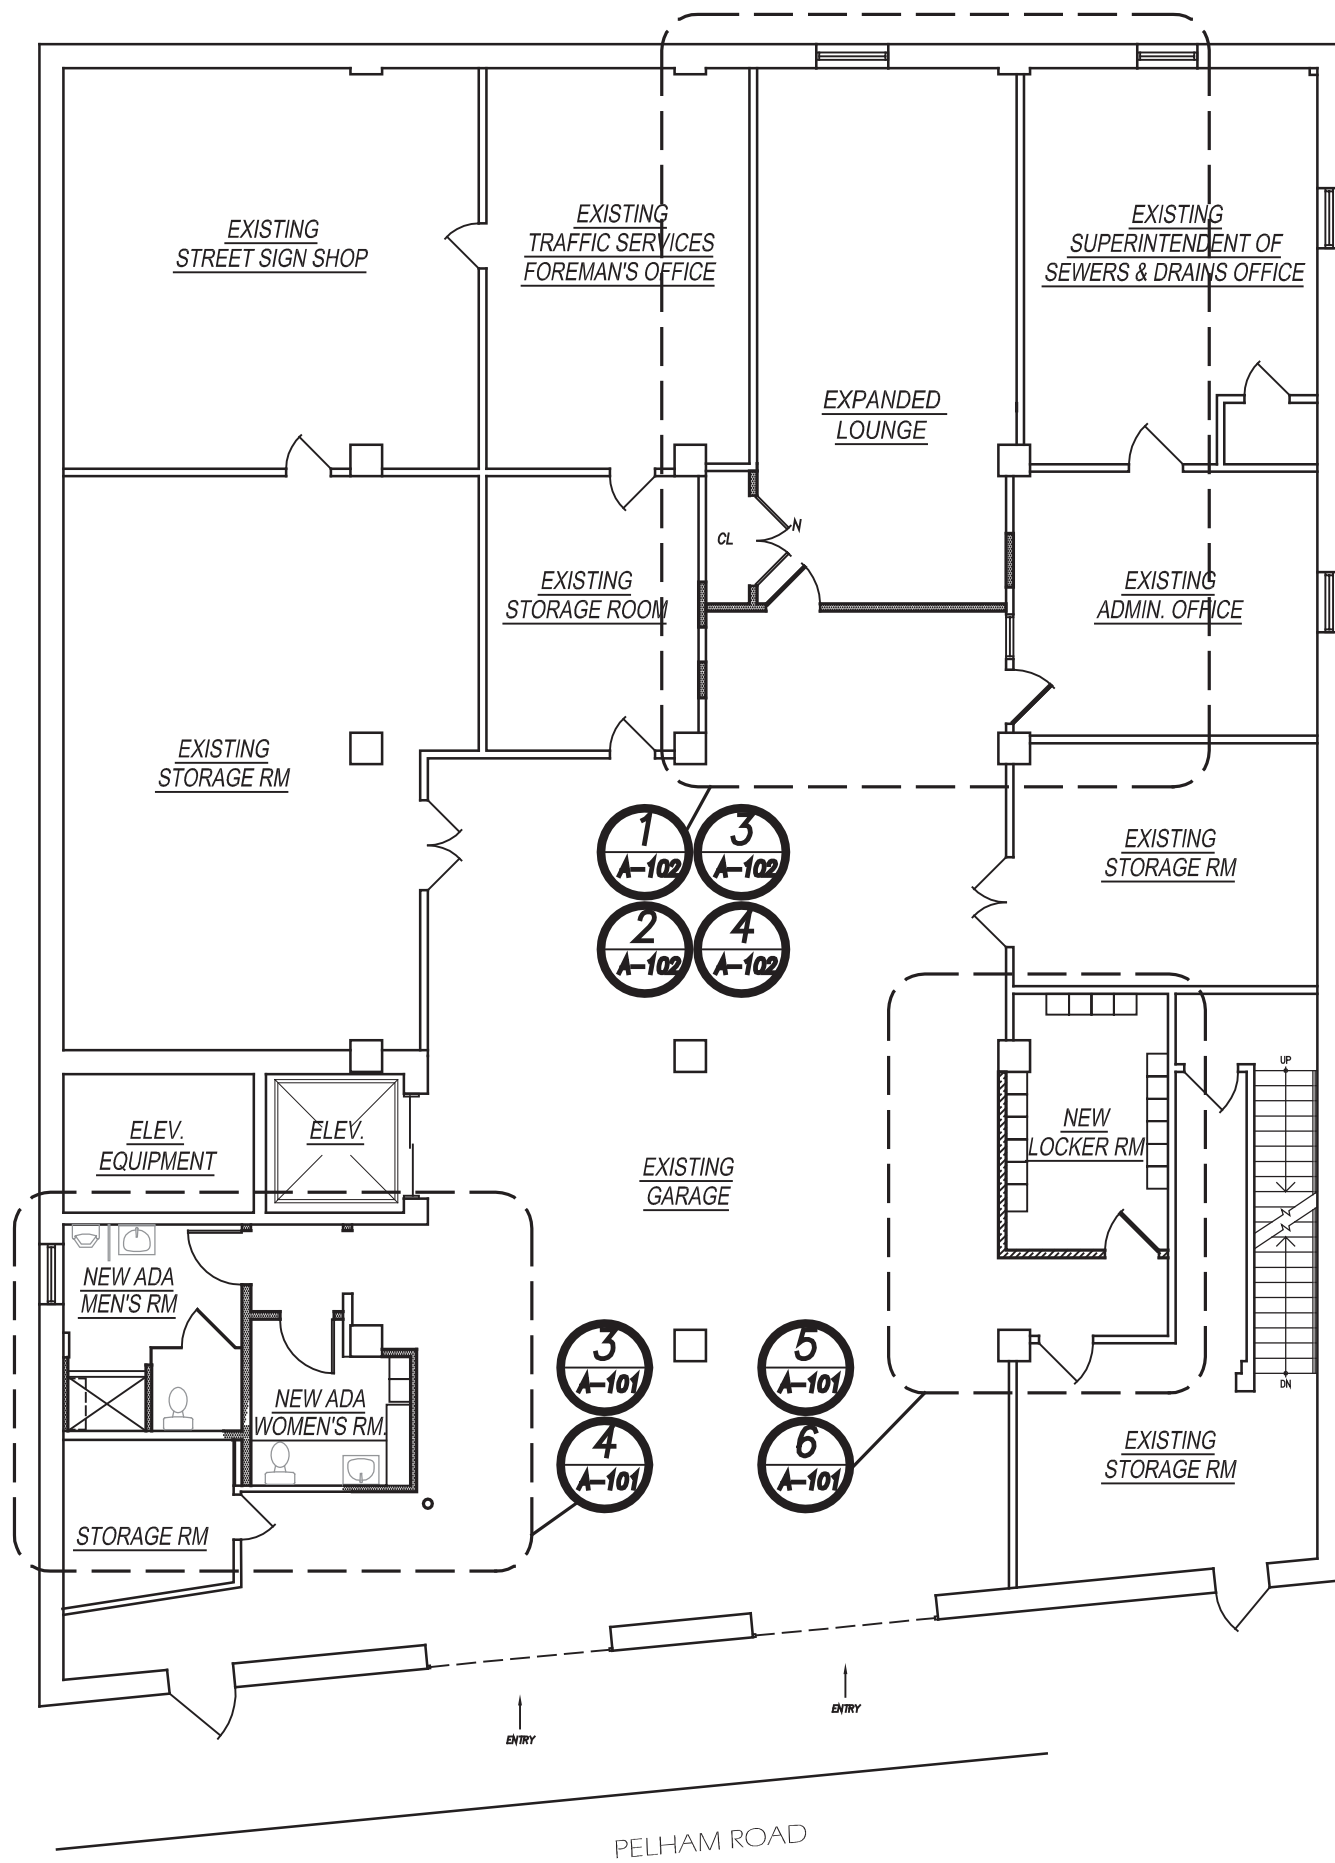 EXISTING
STREET SIGN SHOP
EXISTING
TRAFFIC SERVICES
FOREMAN'S OFFICE
EXISTING
SUPERINTENDENT OF
SEWERS & DRAINS OFFICE
EXPANDED
LOUNGE
CL
N
EXISTING
STORAGE ROOM
EXISTING
ADMIN. OFFICE
EXISTING
STORAGE RM
1
A-102
3
A-102
2
A-102
4
A-102
EXISTING
STORAGE RM
ELEV.
EQUIPMENT
ELEV.
EXISTING
GARAGE
NEW
LOCKER RM
UP
DN
NEW ADA
MEN'S RM
NEW ADA
WOMEN'S RM.
3
A-101
4
A-101
5
A-101
6
A-101
EXISTING
STORAGE RM
STORAGE RM
ENTRY
ENTRY
PELHAM ROAD